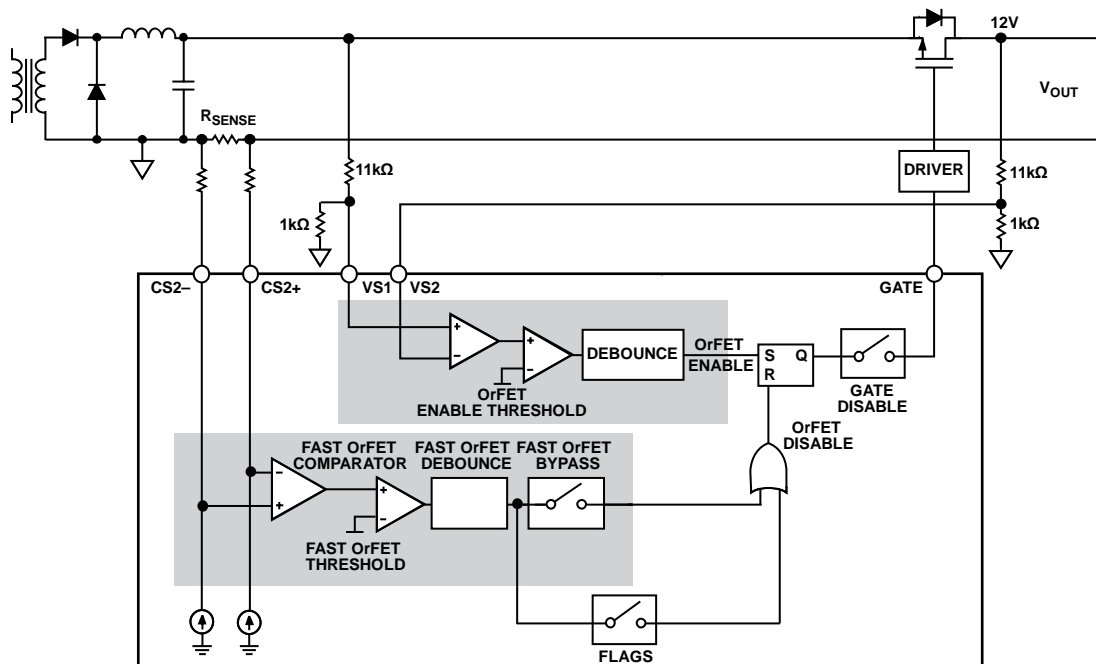 12V
VOUT
RSENSE
11kΩ
DRIVER
11kΩ
1kΩ
1kΩ
CS2–
CS2+
VS1
VS2
GATE
DEBOUNCE
OrFET
ENABLE
S
Q
R
OrFET
ENABLE THRESHOLD
GATE
DISABLE
OrFET
DISABLE
FAST OrFET
COMPARATOR
FAST OrFET
DEBOUNCE
FAST OrFET
BYPASS
FAST OrFET
THRESHOLD
FLAGS